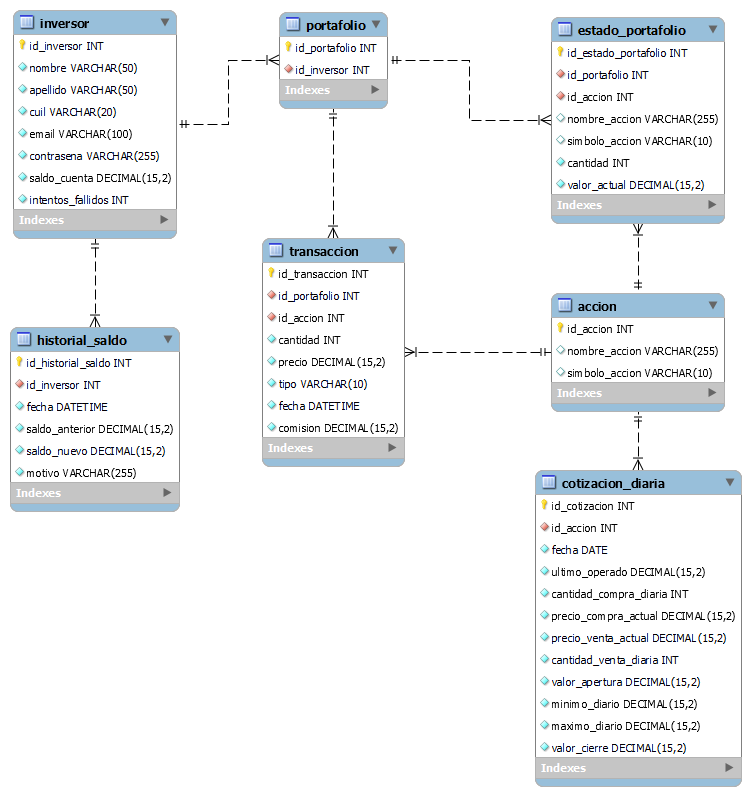 inversor
id_inversor INT
nombre VARCHAR(50)
apellido VARCHAR(50)
cuil VARCHAR(20)
email VARCHAR(100)
contrasena VARCHAR(255)
saldo_cuenta DECIMAL(15,2)
intentos_fallidos INT
Indexes
portafolio
id_portafolio INT
id_inversor INT
Indexes
estado_portafolio
id_estado_portafolio INT
id_portafolio INT
id_accion INT
nombre_accion VARCHAR(255)
simbolo_accion VARCHAR(10)
cantidad INT
valor_actual DECIMAL(15,2)
Indexes
historial_saldo
id_historial_saldo INT
id_inversor INT
fecha DATETIME
saldo_anterior DECIMAL(15,2)
saldo_nuevo DECIMAL(15,2)
motivo VARCHAR(255)
Indexes
transaccion
id_transaccion INT
id_portafolio INT
id_accion INT
cantidad INT
precio DECIMAL(15,2)
tipo VARCHAR(10)
fecha DATETIME
comision DECIMAL(15,2)
Indexes
accion
id_accion INT
nombre_accion VARCHAR(255)
simbolo_accion VARCHAR(10)
Indexes
cotizacion_diaria
id_cotizacion INT
id_accion INT
fecha DATE
ultimo_operado DECIMAL(15,2)
cantidad_compra_diaria INT
precio_compra_actual DECIMAL(15,2)
precio_venta_actual DECIMAL(15,2)
cantidad_venta_diaria INT
valor_apertura DECIMAL(15,2)
minimo_diario DECIMAL(15,2)
maximo_diario DECIMAL(15,2)
valor_cierre DECIMAL(15,2)
Indexes